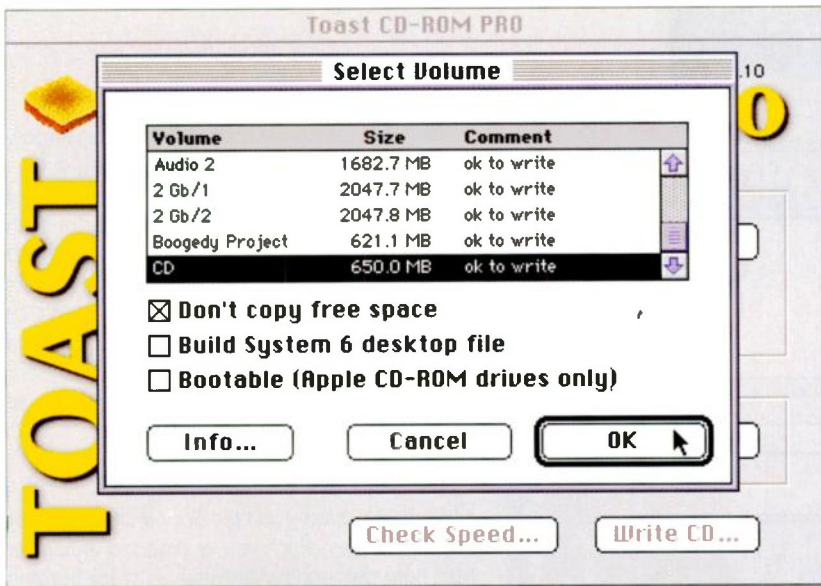 Toast CD-ROM PRO
Select Volume
.10
TOAST
Volume Size Comment
Audio 2 1682.7 MB ok to write
2 Gb/1 2047.7 MB ok to write
2 Gb/2 2047.8 MB ok to write
Boogedy Project 621.1 MB ok to write
CD 650.0 MB ok to write
Don't copy free space
Build System 6 desktop file
Bootable (Apple CD-ROM drives only)
Info... Cancel OK
Check Speed... Write CD...